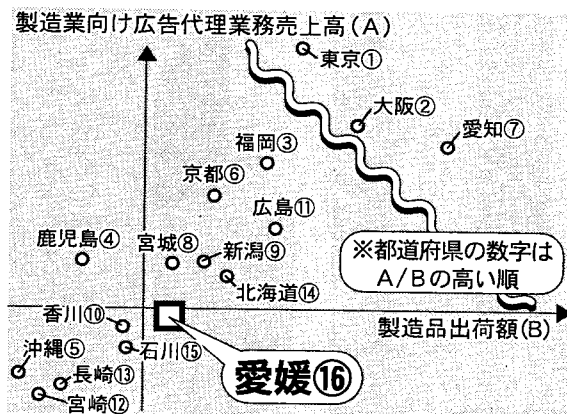 製造業向け広告代理業務売上高(A)
東京①
大阪②
愛知⑦
福岡③
京都⑥
広島⑪
鹿児島④
宮城⑧
新潟⑨
北海道⑭
※都道府県の数字は
A/Bの高い順
香川⑩
製造品出荷額(B)
沖縄⑤
石川⑮
長崎⑬
宮崎⑫
愛媛⑯